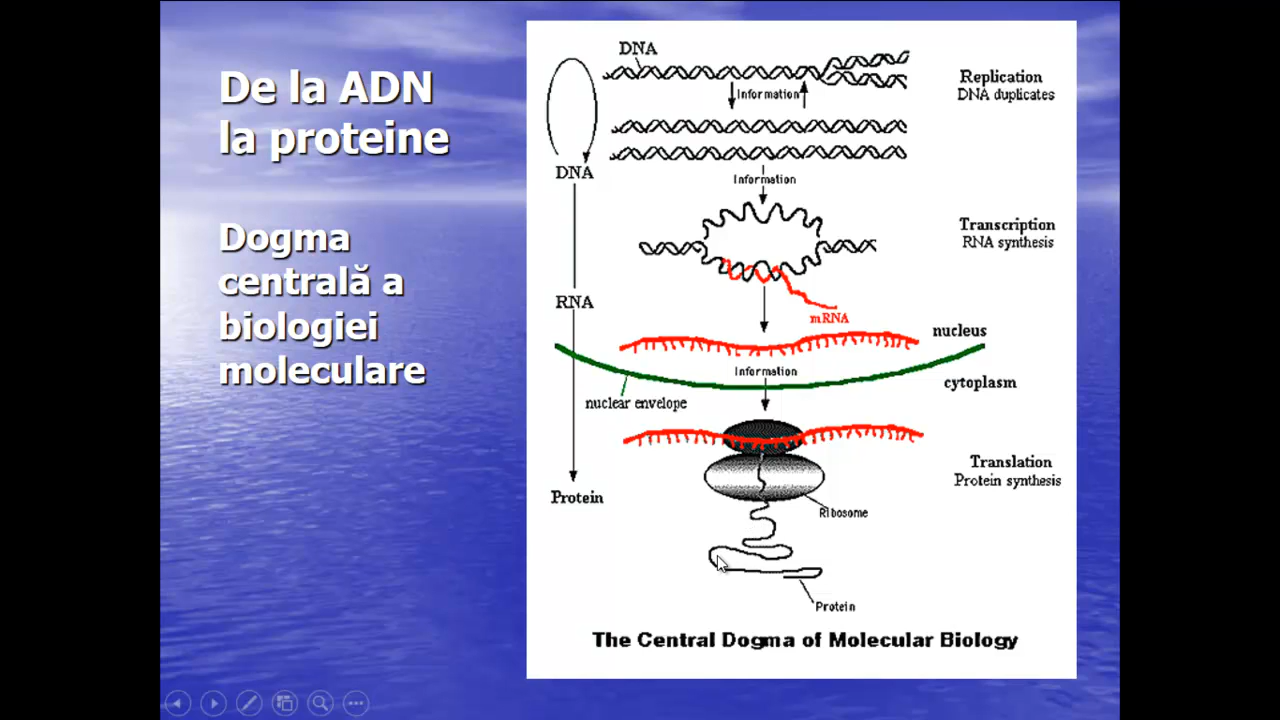 De la ADN
la proteine
Dogma
centrală a
biologiei
moleculare
DNA
Replication
DNA duplicates
Information
DNA
Information
Transcription
RNA synthesis
RNA
mRNA
nucleus
Information
cytoplasm
nuclear envelope
Translation
Protein synthesis
Protein
Ribosome
Protein
The Central Dogma of Molecular Biology